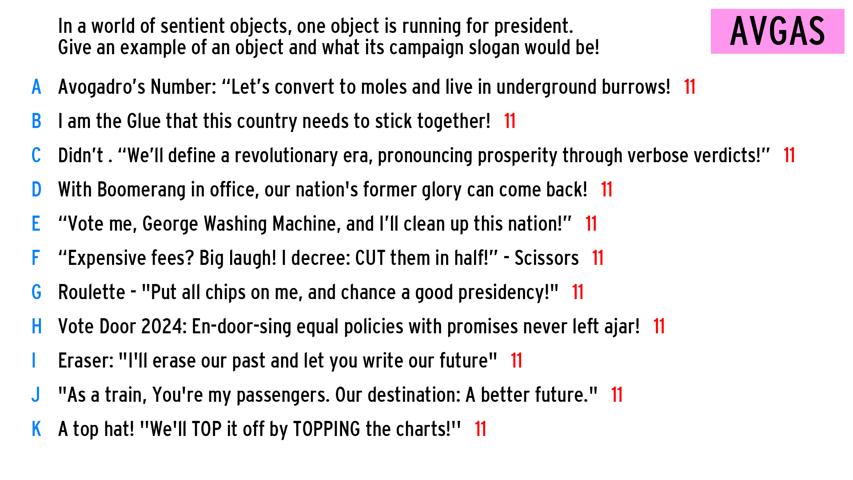 In a world of sentient objects, one object is running for president.
Give an example of an object and what its campaign slogan would be!
AVGAS
A Avogadro's Number: “Let's convert to moles and live in underground burrows! 11
B I am the Glue that this country needs to stick together! 11
C Didn't . “We'll define a revolutionary era, pronouncing prosperity through verbose verdicts!” 11
D With Boomerang in office, our nation's former glory can come back! 11
E “Vote me, George Washing Machine, and I'll clean up this nation!” 11
F “Expensive fees? Big laugh! I decree: CUT them in half!” - Scissors 11
G Roulette - "Put all chips on me, and chance a good presidency!" 11
H Vote Door 2024: En-door-sing equal policies with promises never left ajar! 11
I Eraser: "I'll erase our past and let you write our future" 11
J "As a train, You're my passengers. Our destination: A better future." 11
K A top hat! ''We'll TOP it off by TOPPING the charts!'' 11